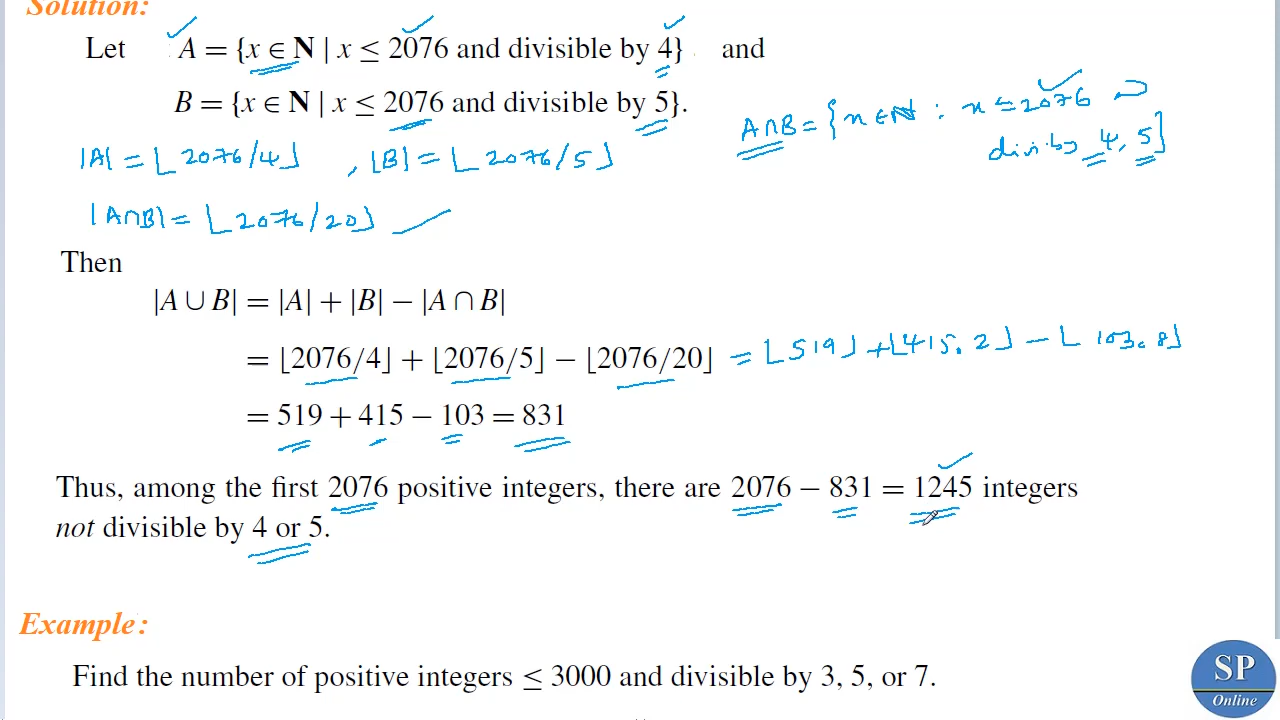 Solution:
Let A = {x ∈ N | x ≤ 2076 and divisible by 4} and
B = {x ∈ N | x ≤ 2076 and divisible by 5}.
A∩B = {x ∈ N : x ≤ 2076
divi. by 4, 5}
|A| = ⌊2076/4⌋ , |B| = ⌊2076/5⌋
|A∩B| = ⌊2076/20⌋
Then
|A ∪ B| = |A| + |B| − |A ∩ B|
= ⌊2076/4⌋ + ⌊2076/5⌋ − ⌊2076/20⌋ = ⌊519⌋ + ⌊415.2⌋ − ⌊103.8⌋
= 519 + 415 − 103 = 831
Thus, among the first 2076 positive integers, there are 2076 − 831 = 1245 integers
not divisible by 4 or 5.
Example:
Find the number of positive integers ≤ 3000 and divisible by 3, 5, or 7.
SP
Online